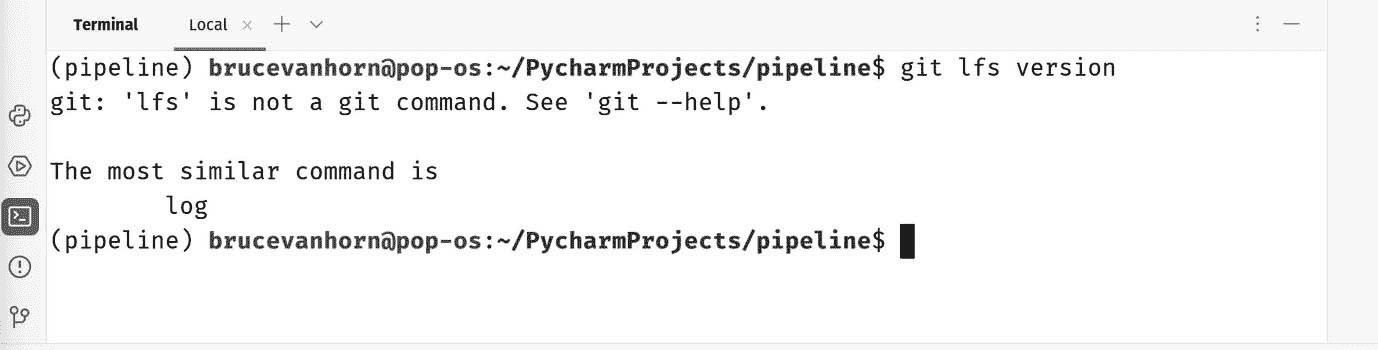 Terminal Local
(pipeline) brucevanhorn@pop-os:~/PycharmProjects/pipeline$ git lfs version
git: 'lfs' is not a git command. See 'git --help'.
The most similar command is
log
(pipeline) brucevanhorn@pop-os:~/PycharmProjects/pipeline$